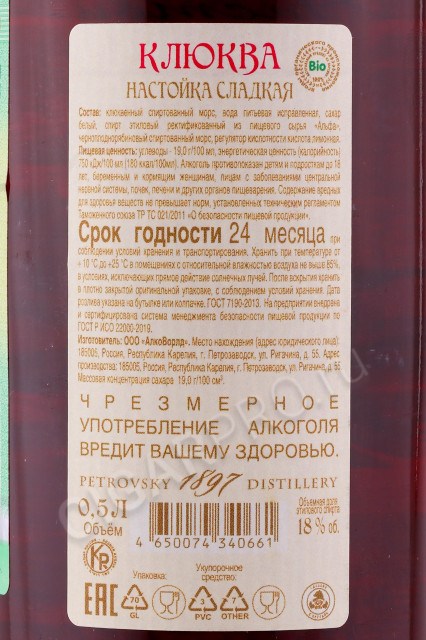 КЛЮКВА
НАСТОЙКА СЛАДКАЯ
Bio
100%
Состав: клюквенный спиртованный морс, вода питьевая исправленная, сахар
белый, спирт этиловый ректификованный из пищевого сырья «Альфа»,
черноплоднорябиновый спиртованный морс, регулятор кислотности кислота лимонная.
Пищевая ценность: углеводы - 19,0 г/100 мл, энергетическая ценность (калорийность)
750 кДж/100 мл (180 ккал/100мл). Алкоголь противопоказан детям и подросткам до 18
лет, беременным и кормящим женщинам, лицам с заболеваниями центральной
нервной системы, почек, печени и других органов пищеварения. Содержание вредных
для здоровья веществ не превышает норм, установленных техническим регламентом
Таможенного союза ТР ТС 021/2011 «О безопасности пищевой продукции».
Срок годности 24 месяца при
соблюдении условий хранения и транспортирования. Хранить при температуре от
+ 10 °С до +25 °С в помещениях с относительной влажностью воздуха не выше 85%
в условиях, исключающих прямое действие солнечных лучей. После вскрытия хранить
в плотно закрытой оригинальной упаковке, с соблюдением условий хранения. Дата
розлива указана на бутылке или колпачке. ГОСТ 7190-2013. На предприятии внедрена
и сертифицирована система менеджмента безопасности пищевой продукции по
ГОСТ Р ИСО 22000-2019.
Изготовитель: ООО «АлкоВорлд». Место нахождения (адрес юридического лица):
185005, Россия, Республика Карелия, г. Петрозаводск, ул. Ригачина, д. 55. Адрес
производства: 185005, Россия, Республика Карелия, г. Петрозаводск, ул. Ригачина, д. 55.
Массовая концентрация сахаров 19,0 г/100 см³.
ЧРЕЗМЕРНОЕ
УПОТРЕБЛЕНИЕ АЛКОГОЛЯ
ВРЕДИТ ВАШЕМУ ЗДОРОВЬЮ.
PETROVSKY 1897 DISTILLERY
0.5 Л
Объём
Объемная доля
этилового спирта
18 % об.
4 650074 340661
Упаковка:
Укупорочное
средство:
EAC
70
GL
3
PVC
7
OTHER